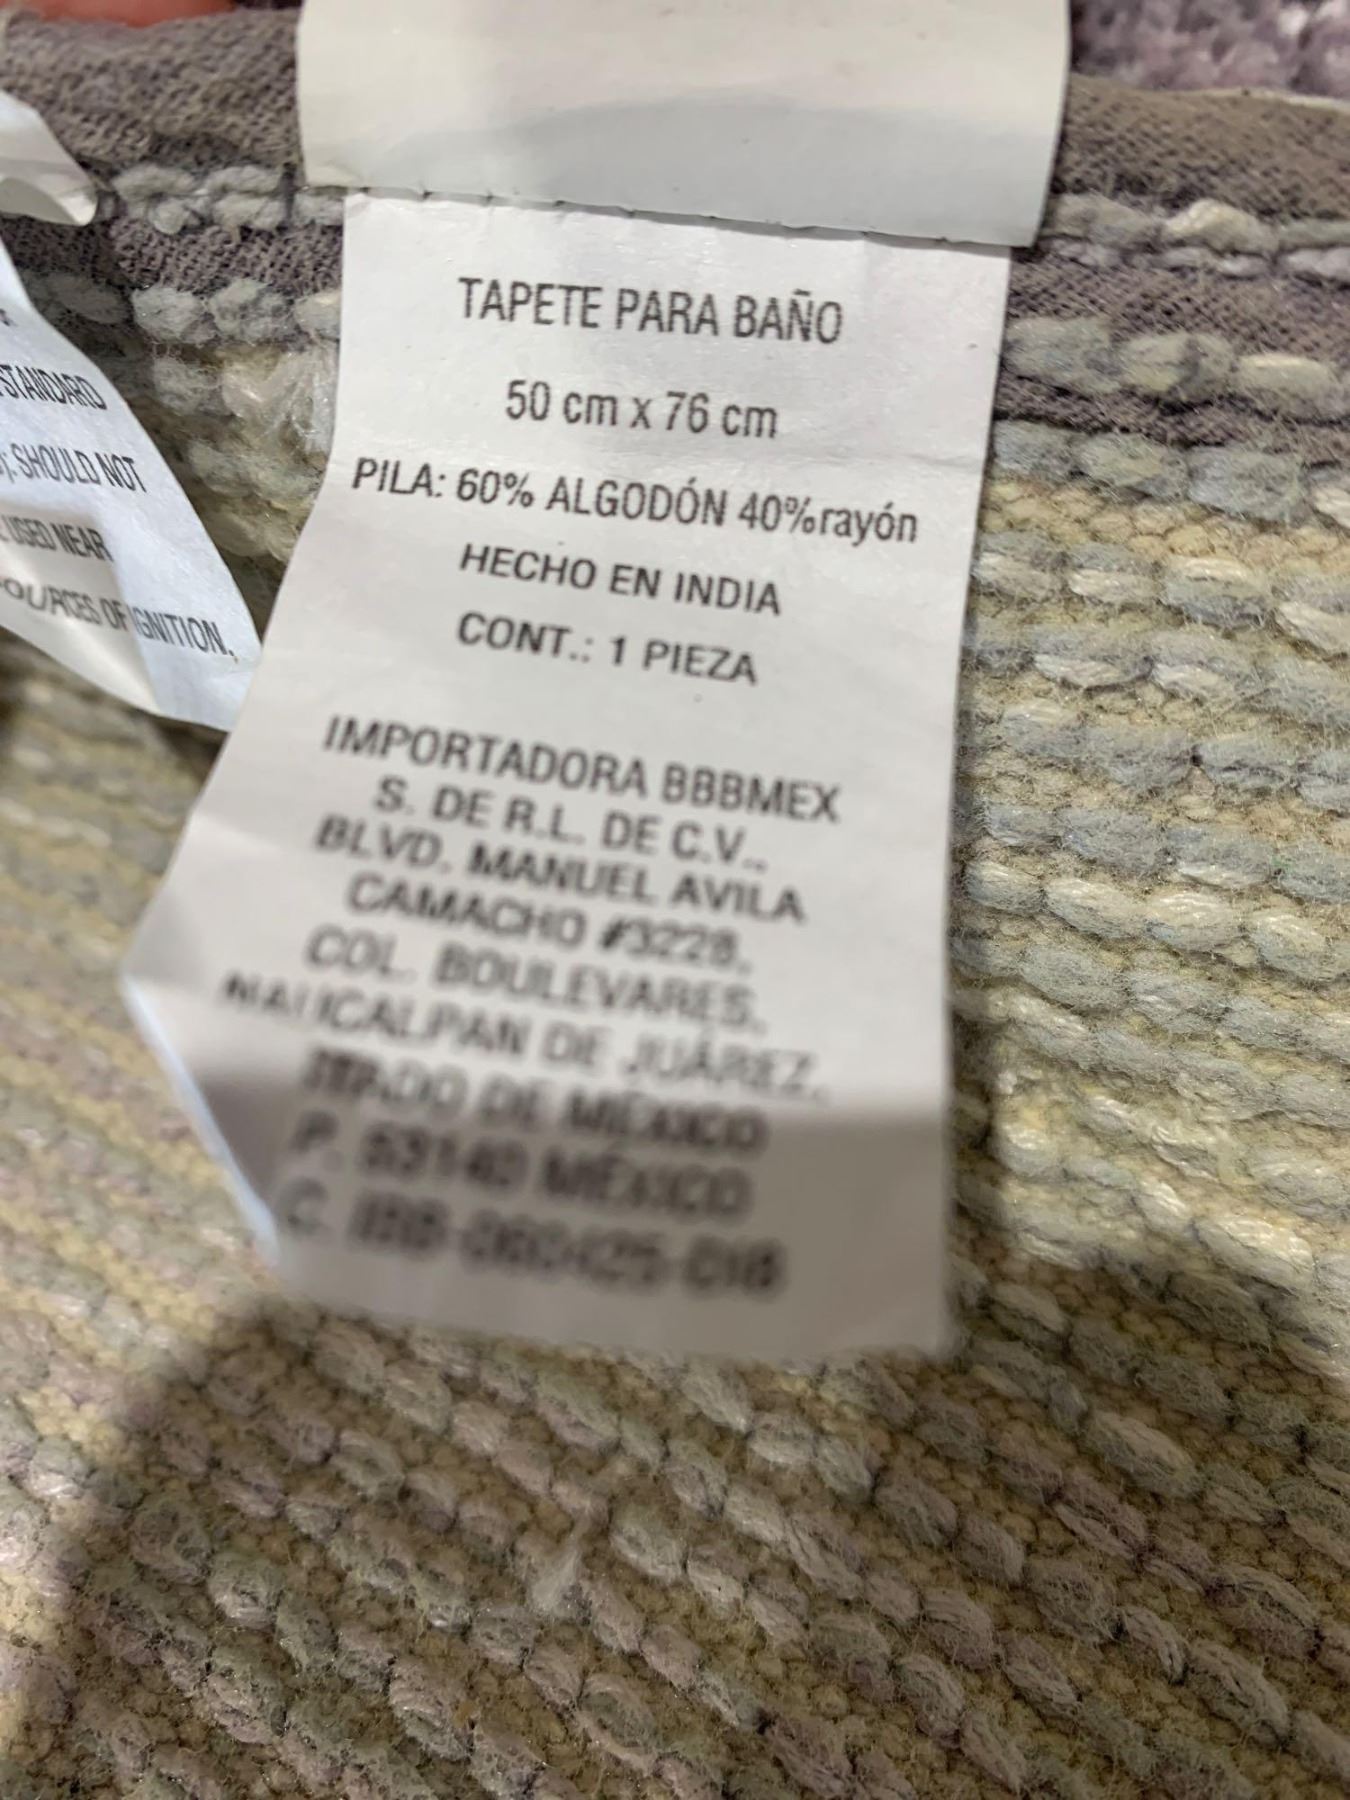 STANDARD
SHOULD NOT
USED NEAR
OF IGNITION.
TAPETE PARA BAÑO
50 cm x 76 cm
PILA: 60% ALGODÓN 40%rayón
HECHO EN INDIA
CONT.: 1 PIEZA
IMPORTADORA BBBMEX
S. DE R.L. DE C.V.,
BLVD. MANUEL AVILA
CAMACHO #3228,
COL. BOULEVARES,
NAUCALPAN DE JUÁREZ,
DE MÉXICO
P. 53140 MÉXICO